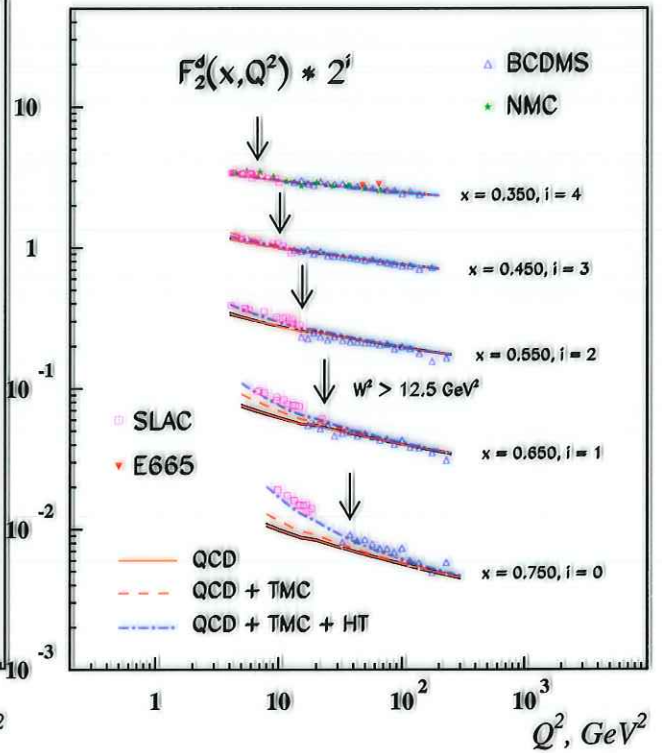 F₂ᵈ(x,Q²) * 2ⁱ
BCDMS
NMC
10
x = 0.350, i = 4
1
x = 0.450, i = 3
x = 0.550, i = 2
10⁻¹
W² > 12.5 GeV²
SLAC
x = 0.650, i = 1
E665
10⁻²
QCD
x = 0.750, i = 0
QCD + TMC
QCD + TMC + HT
10⁻³
1 10 10² 10³
2
Q², GeV²